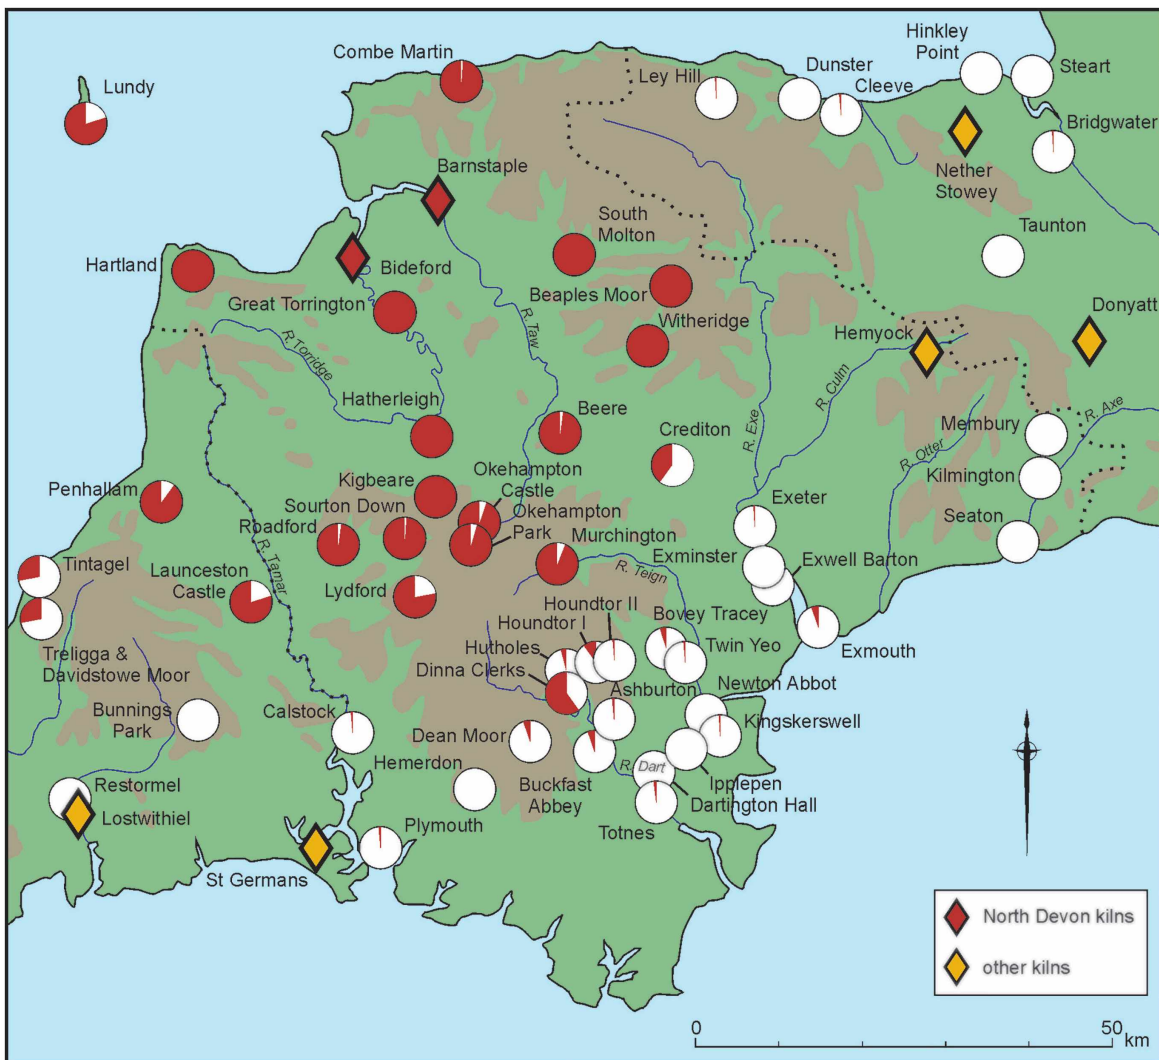 Combe Martin
Lundy
Ley Hill
Dunster
Cleeve
Hinkley
Point
Steart
Bridgwater
Nether
Stowey
Taunton
Barnstaple
Bideford
South
Molton
Hartland
Great Torrington
Beaples Moor
Witheridge
Hemyock
Donyatt
R.Torridge
R.Taw
R. Exe
R. Culm
R. Otter
R. Axe
Hatherleigh
Beere
Crediton
Membury
Kilmington
Seaton
Penhallam
Kigbeare
Okehampton
Castle
Okehampton
Park
Sourton Down
Roadford
Murchington
Exeter
Exminster
Exwell Barton
Tintagel
Launceston
Castle
R. Tamar
Lydford
R. Teign
Houndtor II
Houndtor I
Bovey Tracey
Twin Yeo
Exmouth
Hutholes
Dinna Clerks
Treligga &
Davidstowe Moor
Ashburton
Newton Abbot
Kingskerswell
Bunnings
Park
Calstock
Dean Moor
Hemerdon
Buckfast
Abbey
R. Dart
Ipplepen
Dartington Hall
Totnes
Restormel
Lostwithiel
Plymouth
St Germans
North Devon kilns
other kilns
0
50
km